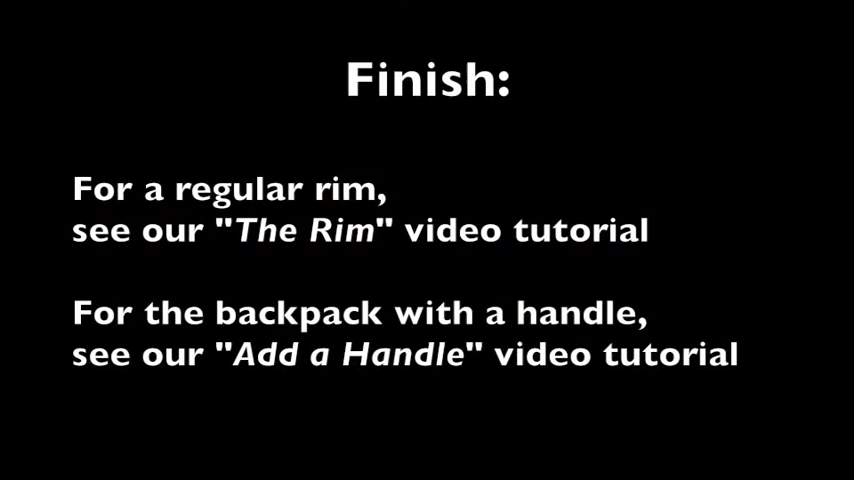 Finish:
For a regular rim,
see our "The Rim" video tutorial
For the backpack with a handle,
see our "Add a Handle" video tutorial